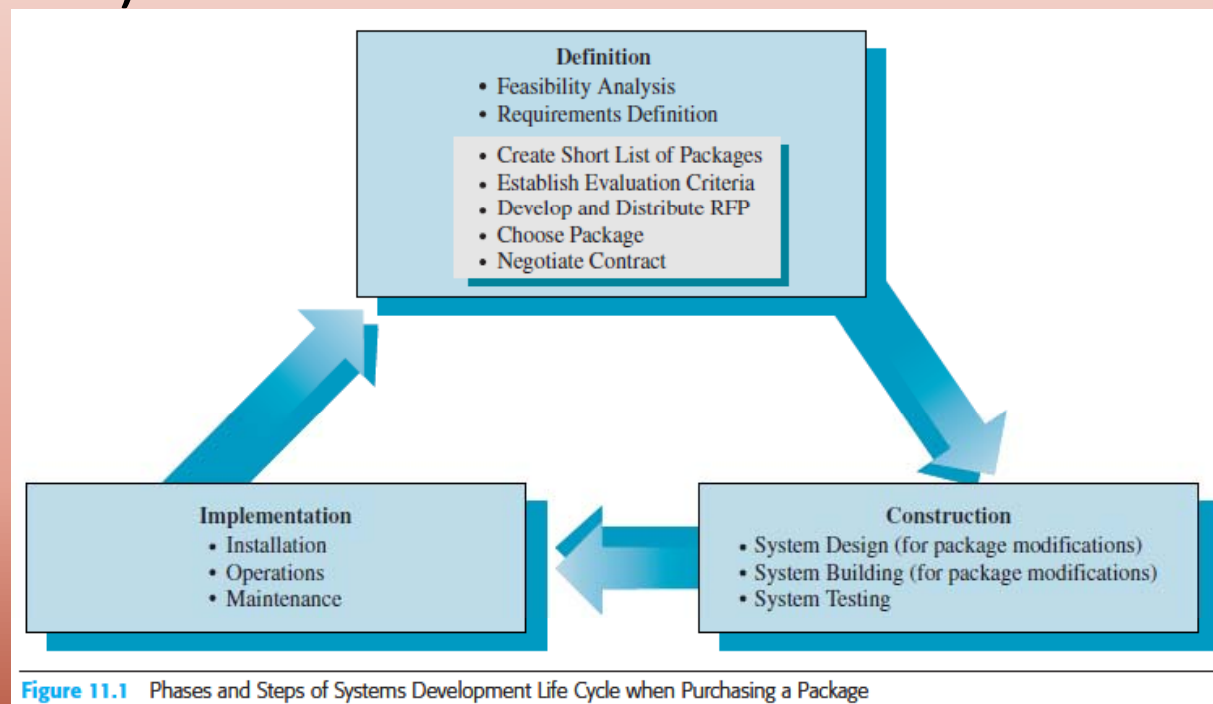 Definition
• Feasibility Analysis
• Requirements Definition
• Create Short List of Packages
• Establish Evaluation Criteria
• Develop and Distribute RFP
• Choose Package
• Negotiate Contract
Implementation
• Installation
• Operations
• Maintenance
Construction
• System Design (for package modifications)
• System Building (for package modifications)
• System Testing
Figure 11.1 Phases and Steps of Systems Development Life Cycle when Purchasing a Package